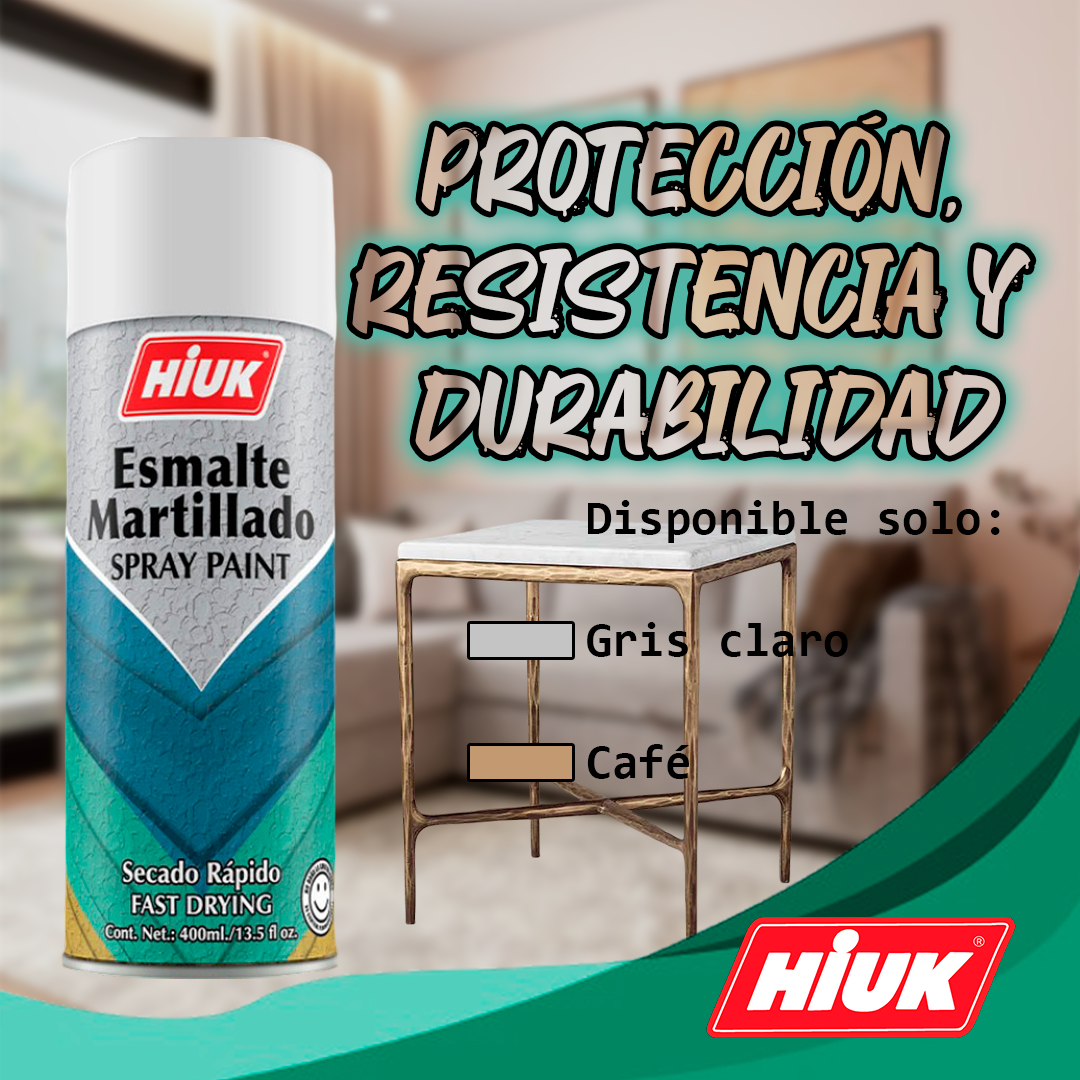 PROTECCIÓN,
RESISTENCIA Y
DURABILIDAD
HiUK®
Esmalte
Martillado
SPRAY PAINT
Disponible solo:
Gris claro
Café
Secado Rápido
FAST DRYING
Cont. Net.: 400ml./13.5 fl oz.
HiUK®